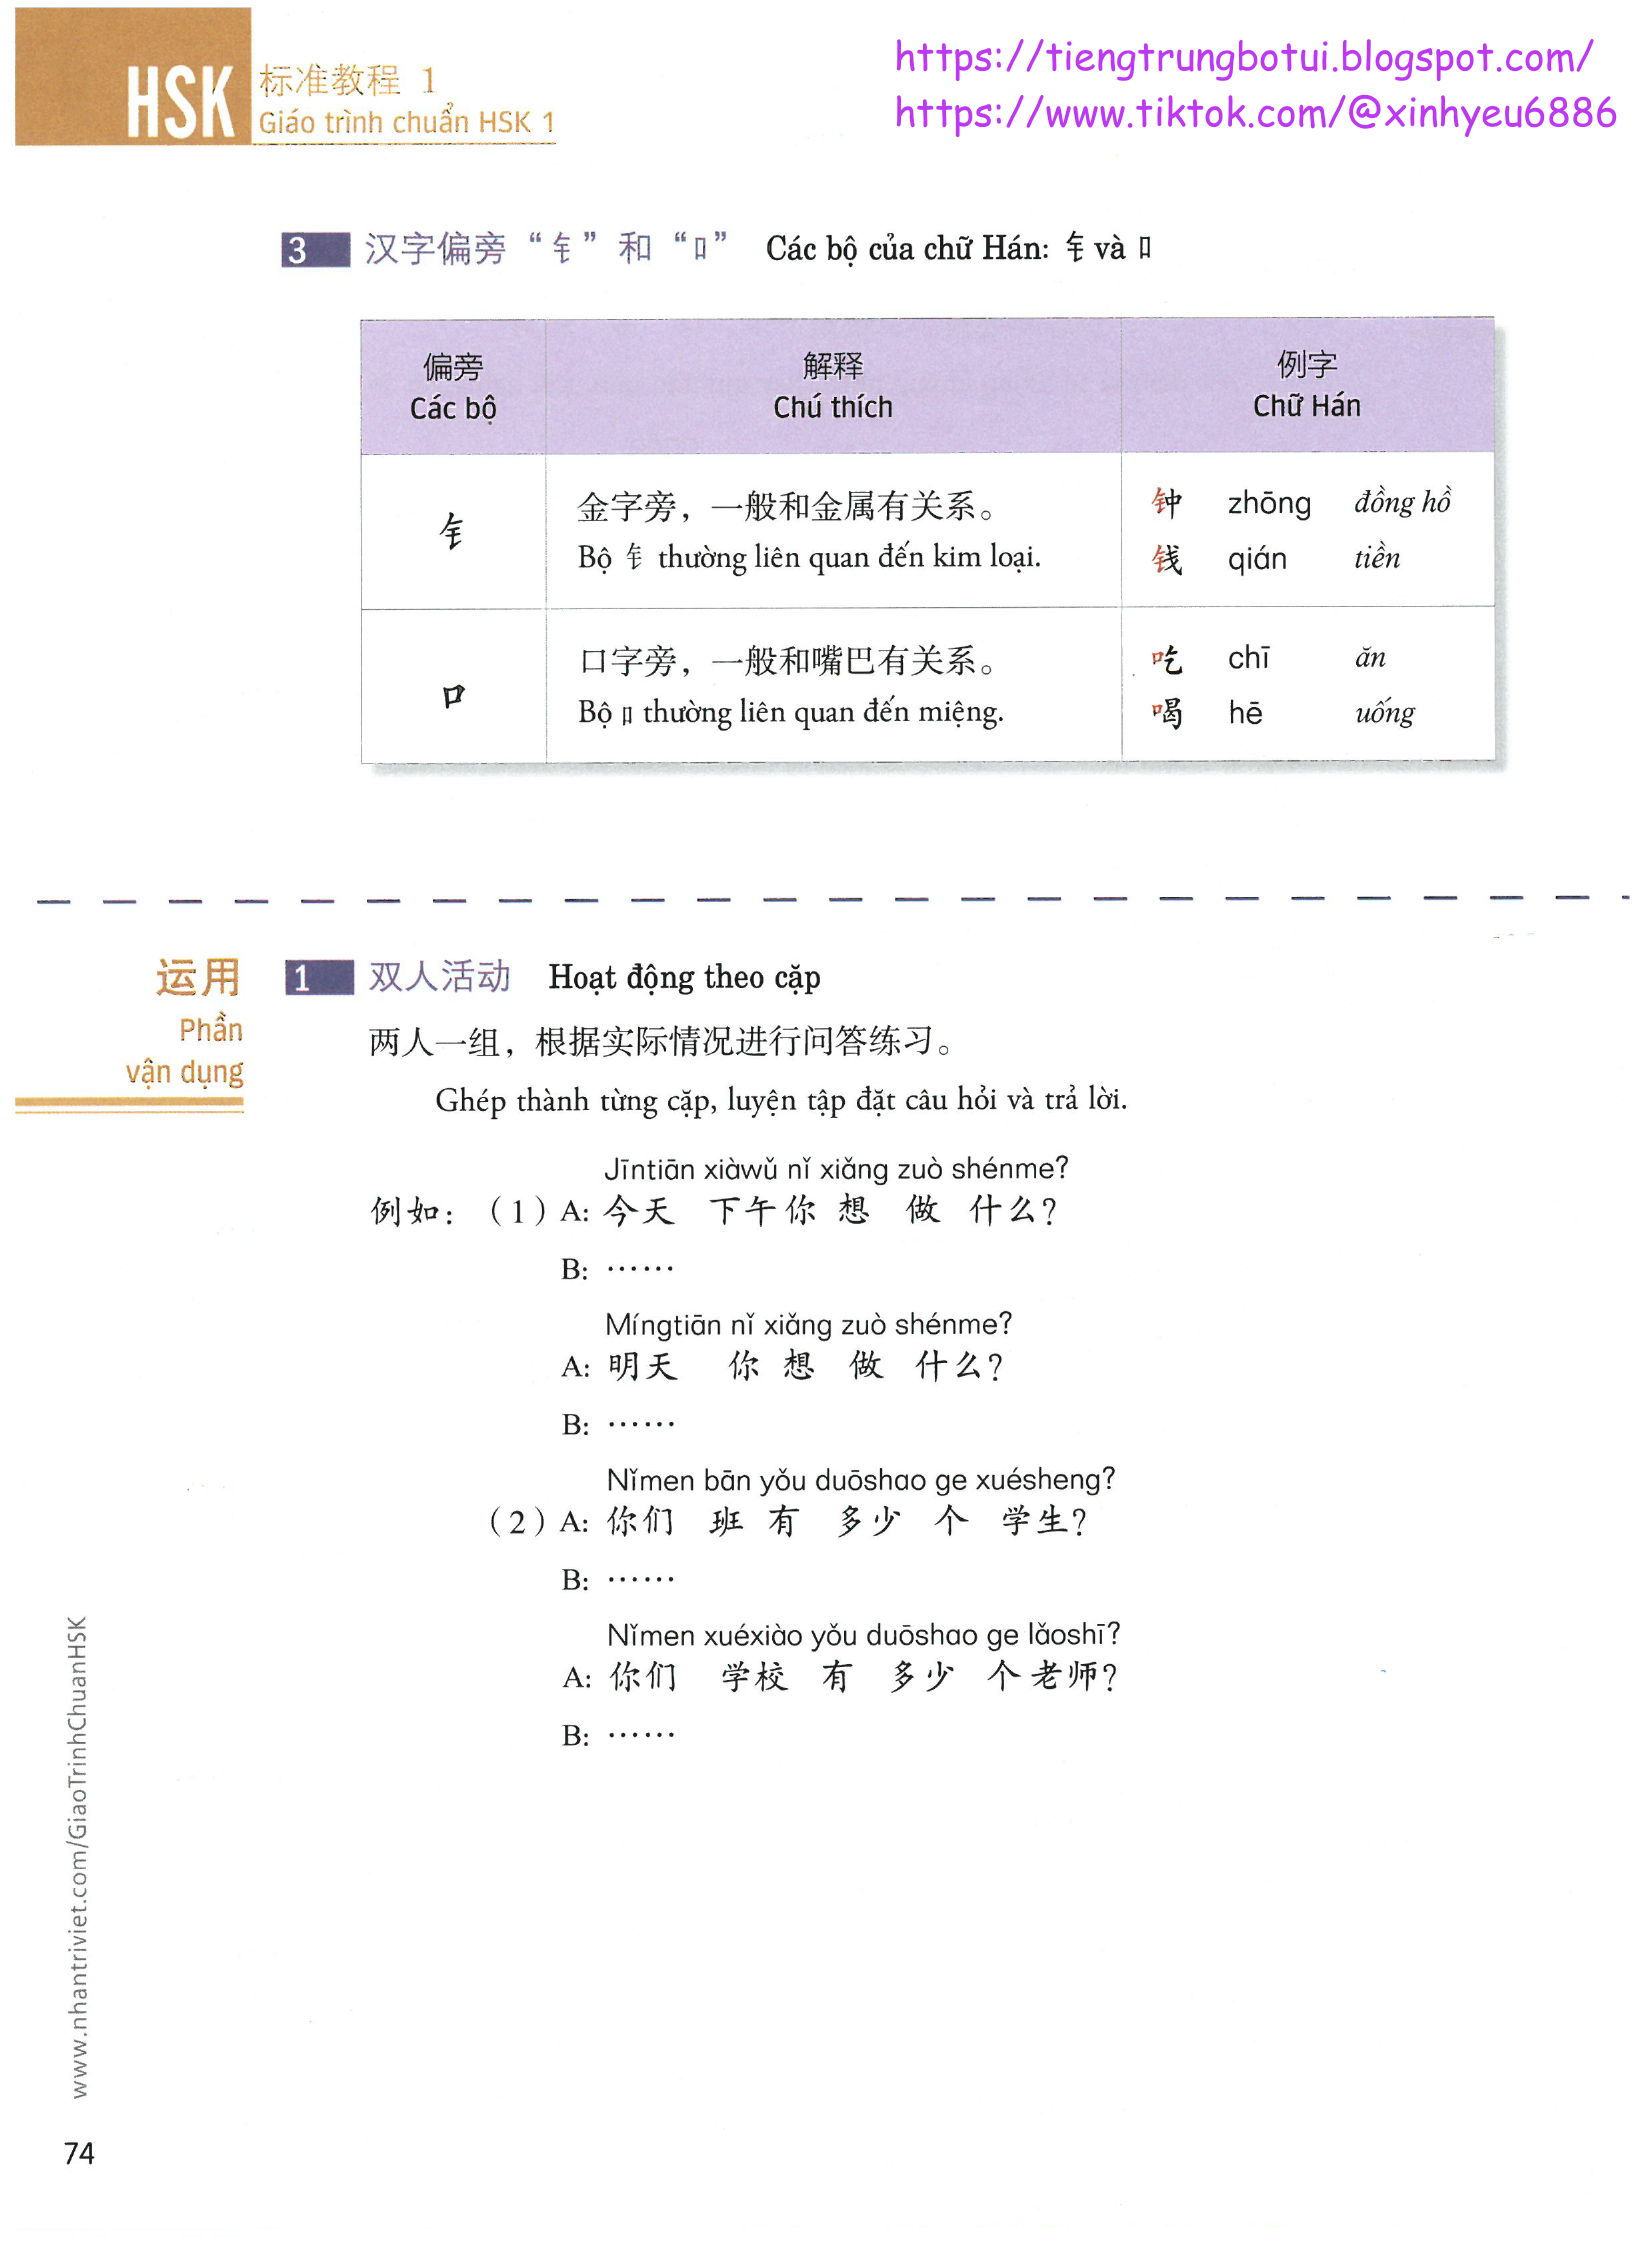 https://tiengtrungbotui.blogspot.com/
https://www.tiktok.com/@xinhyeu6886
HSK 标准教程 1
Giáo trình chuẩn HSK 1
3 汉字偏旁“钅”和“口” Các bộ của chữ Hán: 钅 và 口
偏旁 解释 例字
Các bộ Chú thích Chữ Hán
钅
金字旁，一般和金属有关系。
Bộ 钅 thường liên quan đến kim loại.
钟 zhōng đồng hồ
钱 qián tiền
口
口字旁，一般和嘴巴有关系。
Bộ 口 thường liên quan đến miệng.
吃 chī ăn
喝 hē uống
运用
Phần
vận dụng
1 双人活动 Hoạt động theo cặp
两人一组，根据实际情况进行问答练习。
Ghép thành từng cặp, luyện tập đặt câu hỏi và trả lời.
Jīntiān xiàwǔ nǐ xiǎng zuò shénme?
例如：（1）A: 今天 下午 你 想 做 什么？
B: ……
Míngtiān nǐ xiǎng zuò shénme?
A: 明天 你 想 做 什么？
B: ……
Nǐmen bān yǒu duōshao ge xuésheng?
（2）A: 你们 班 有 多少 个 学生？
B: ……
Nǐmen xuéxiào yǒu duōshao ge lǎoshī?
A: 你们 学校 有 多少 个 老师？
B: ……
www.nhantriviet.com/GiaoTrinhChuanHSK
74